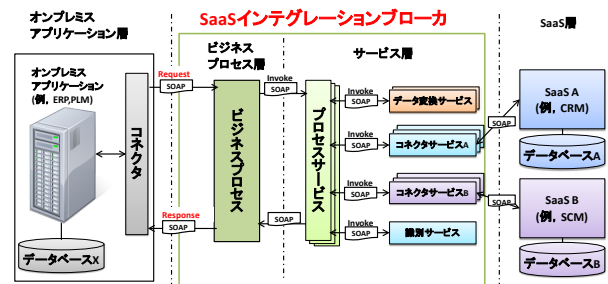 オンプレミス
アプリケーション層
SaaSインテグレーションブローカ
SaaS層
ビジネス
プロセス層
サービス層
オンプレミス
アプリケーション
(例, ERP,PLM)
コネクタ
データベースX
Request
SOAP
Response
SOAP
ビジネスプロセス
Invoke
SOAP
SOAP
プロセスサービス
Invoke
SOAP
データ変換サービス
Invoke
SOAP
コネクタサービスA
Invoke
SOAP
コネクタサービスB
Invoke
SOAP
識別サービス
SOAP
SOAP
SaaS A
(例, CRM)
データベースA
SaaS B
(例, SCM)
データベースB